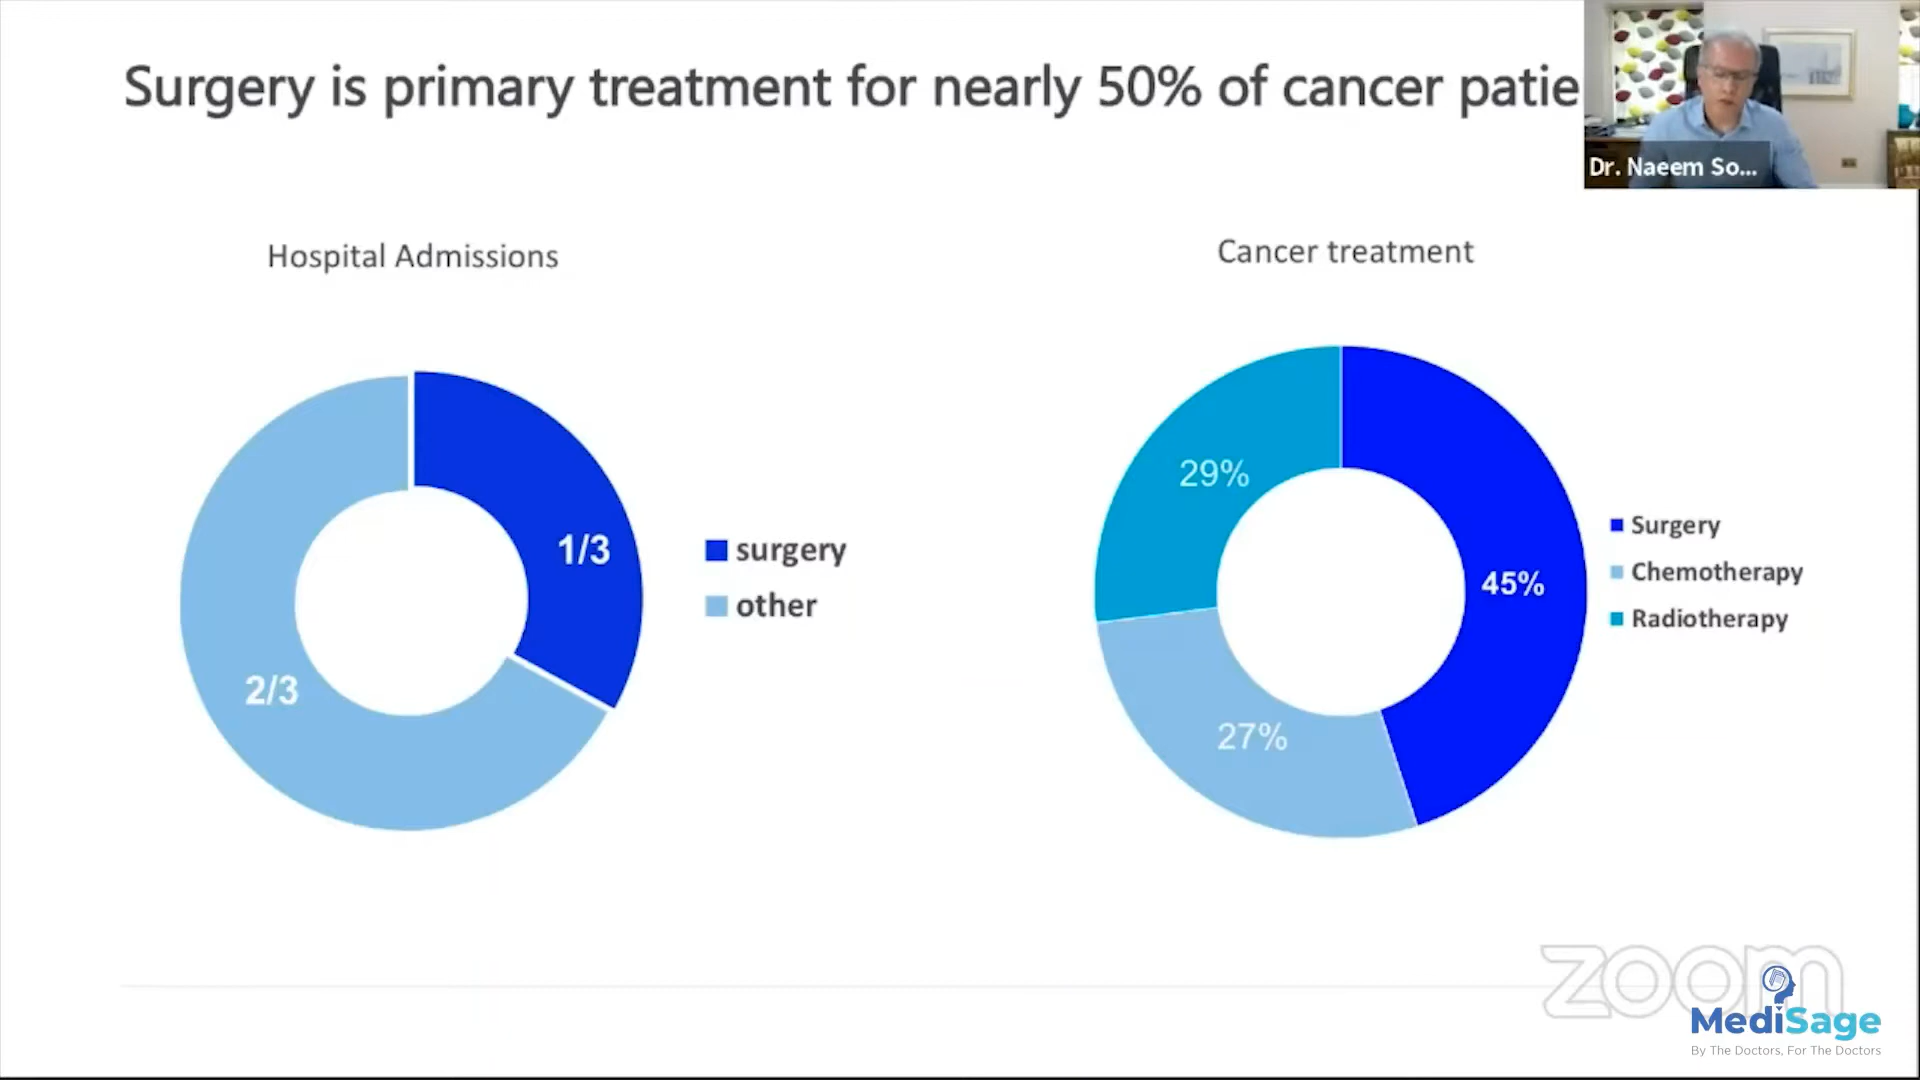 Surgery is primary treatment for nearly 50% of cancer patie
Dr. Naeem So...
Hospital Admissions
Cancer treatment
1/3
2/3
surgery
other
29%
45%
27%
Surgery
Chemotherapy
Radiotherapy
zoom
MediSage
By The Doctors, For The Doctors